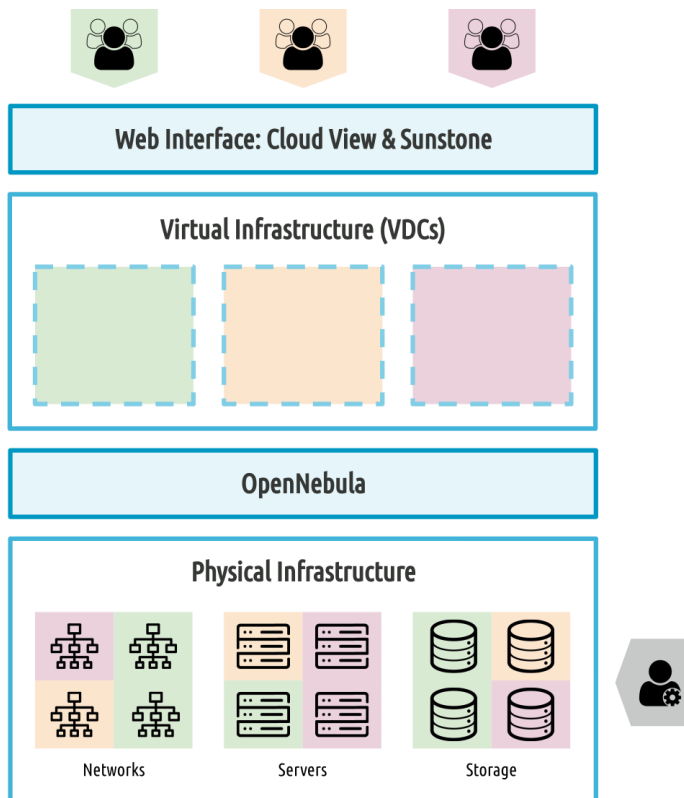 Web Interface: Cloud View & Sunstone
Virtual Infrastructure (VDCs)
OpenNebula
Physical Infrastructure
Networks
Servers
Storage